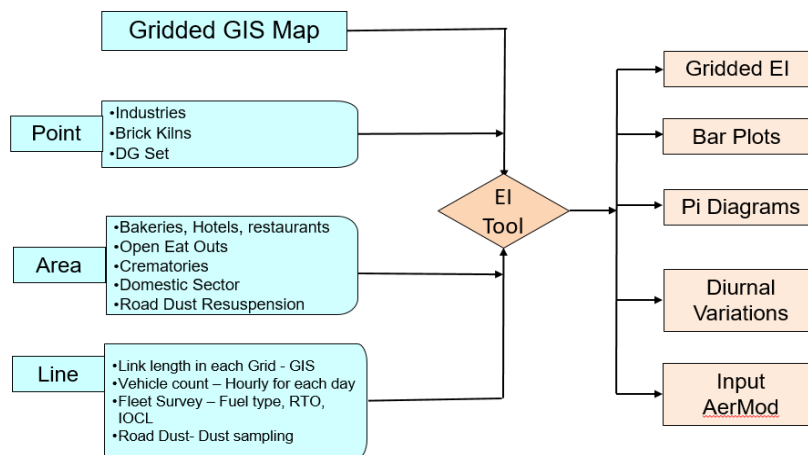 Gridded GIS Map
Point
•Industries
•Brick Kilns
•DG Set
Area
•Bakeries, Hotels, restaurants
•Open Eat Outs
•Crematories
•Domestic Sector
•Road Dust Resuspension
Line
•Link length in each Grid - GIS
•Vehicle count – Hourly for each day
•Fleet Survey – Fuel type, RTO,
IOCL
•Road Dust- Dust sampling
EI
Tool
Gridded EI
Bar Plots
Pi Diagrams
Diurnal
Variations
Input
AerMod